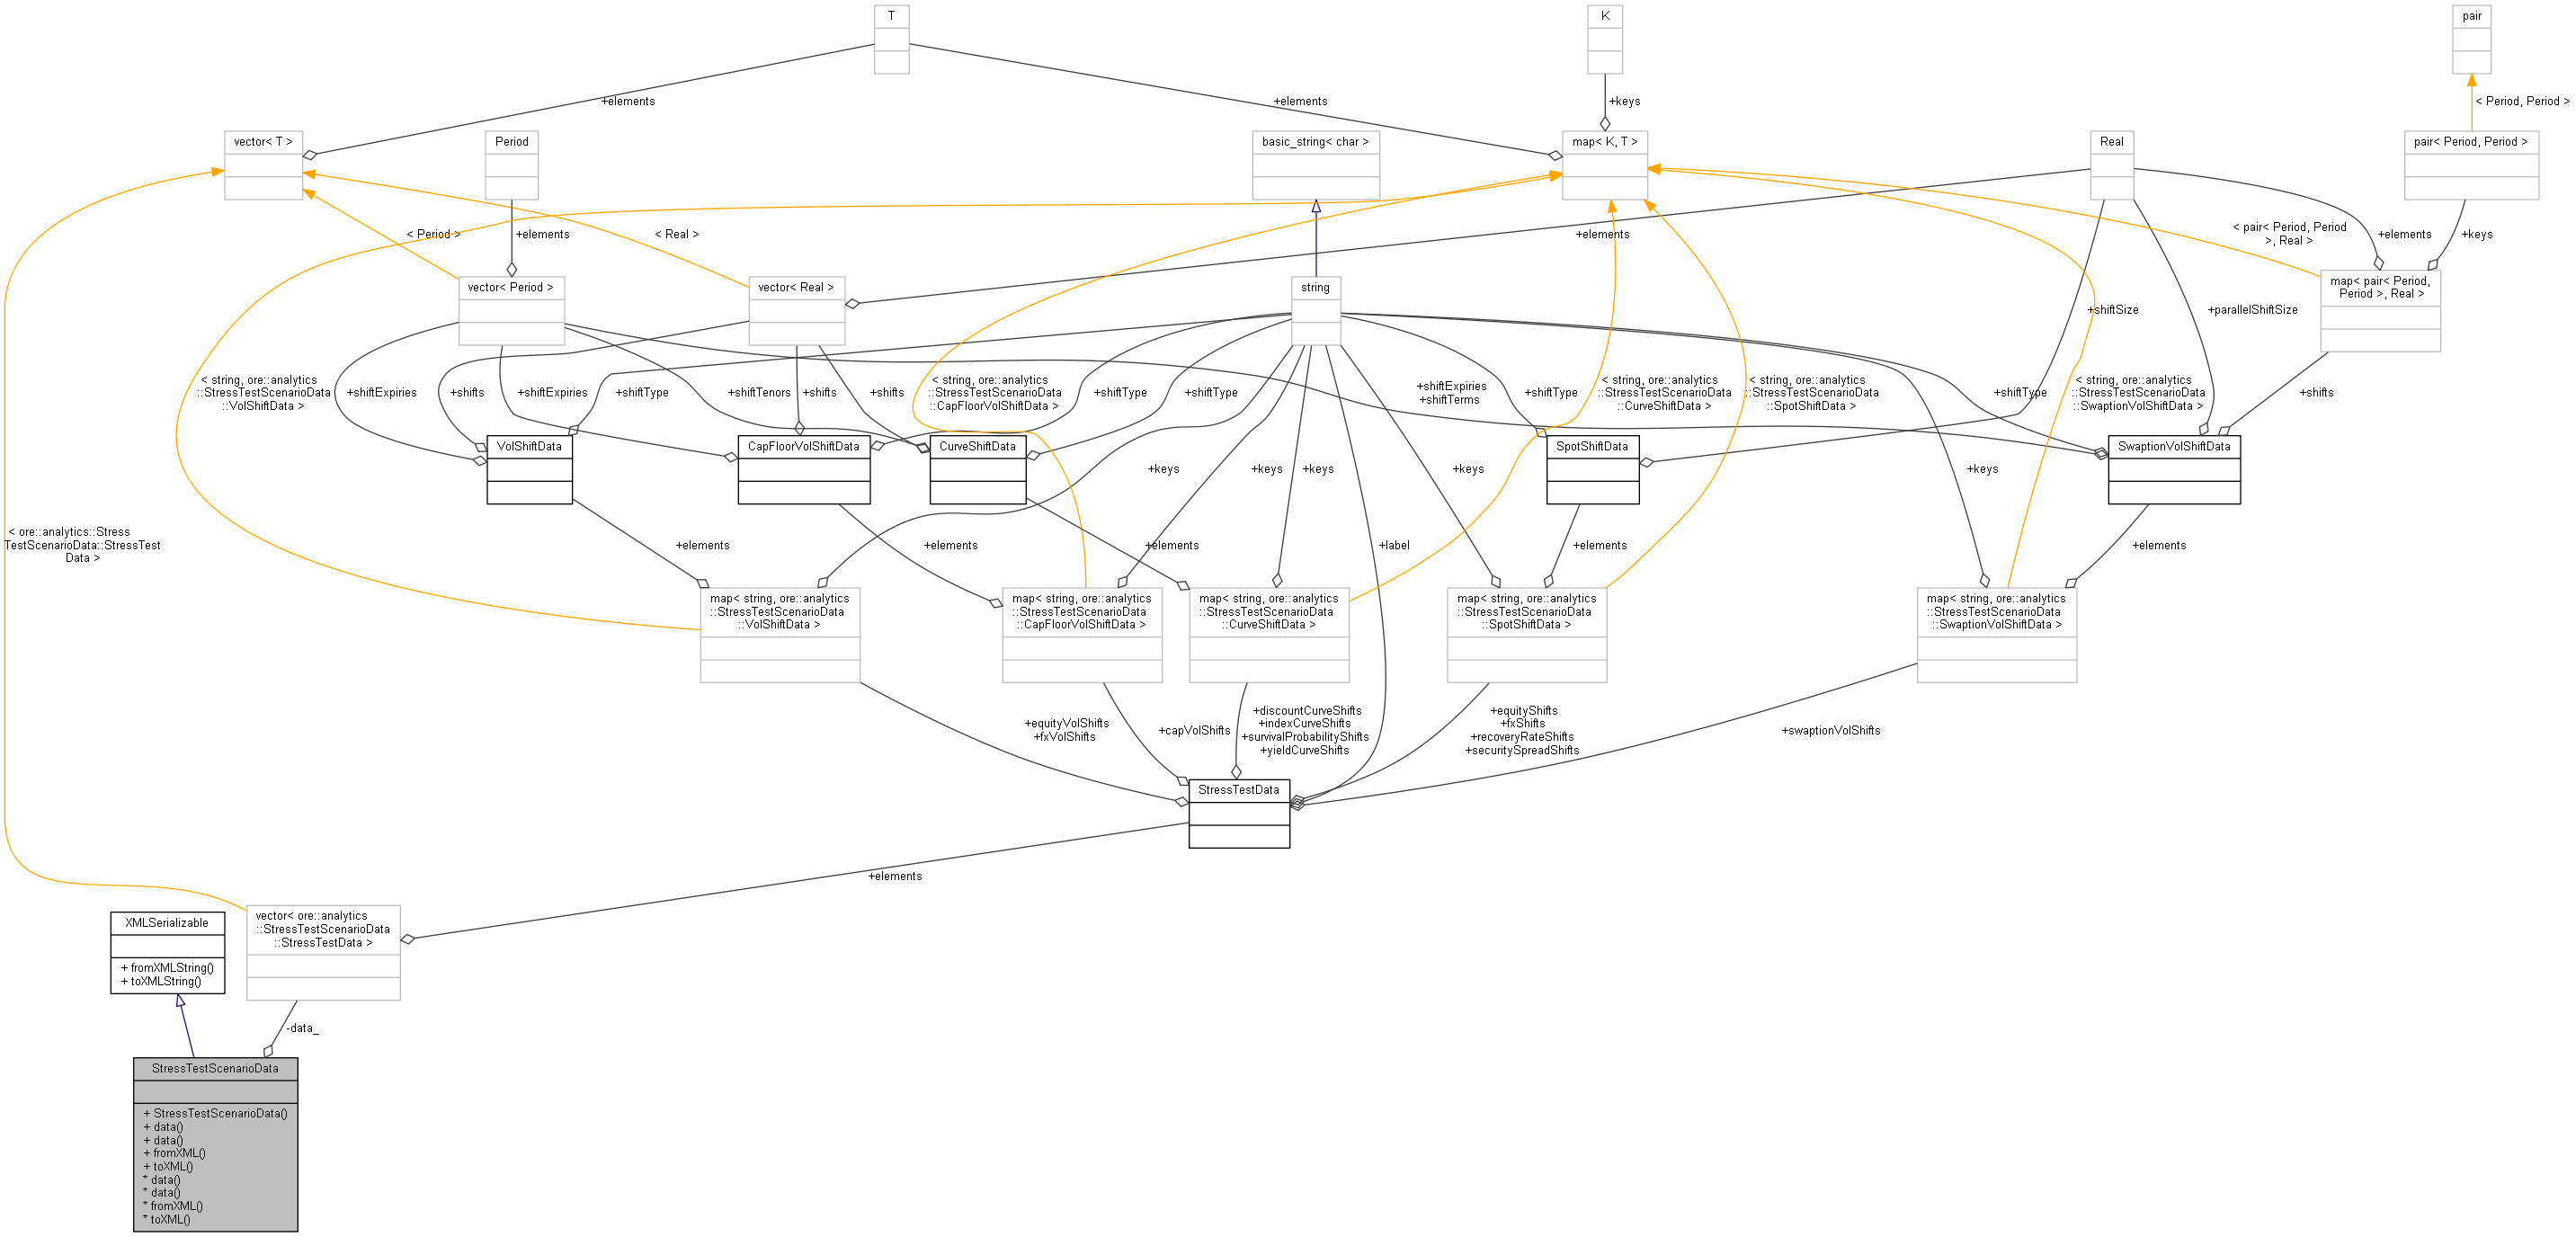 T
K
pair
+elements
+elements
+keys
< Period, Period >
vector< T >
Period
basic_string< char >
map< K, T >
Real
pair< Period, Period >
< Period >
+elements
< Real >
+elements
< pair< Period, Period
>, Real >
+elements
+keys
vector< Period >
vector< Real >
string
map< pair< Period,
Period >, Real >
+shiftSize
+parallelShiftSize
< string, ore::analytics
::StressTestScenarioData
::VolShiftData >
+shiftExpiries
+shifts
+shiftExpiries
+shiftType
+shiftTenors
+shifts
+shifts
< string, ore::analytics
::StressTestScenarioData
::CapFloorVolShiftData >
+shiftType
+shiftType
+shiftExpiries
+shiftTerms
+shiftType
< string, ore::analytics
::StressTestScenarioData
::CurveShiftData >
< string, ore::analytics
::StressTestScenarioData
::SpotShiftData >
+shiftType
< string, ore::analytics
::StressTestScenarioData
::SwaptionVolShiftData >
+shifts
VolShiftData
CapFloorVolShiftData
CurveShiftData
SpotShiftData
SwaptionVolShiftData
+keys
+keys
+keys
+keys
+keys
< ore::analytics::Stress
TestScenarioData::StressTest
Data >
+elements
+elements
+elements
+label
+elements
+elements
map< string, ore::analytics
::StressTestScenarioData
::VolShiftData >
map< string, ore::analytics
::StressTestScenarioData
::CapFloorVolShiftData >
map< string, ore::analytics
::StressTestScenarioData
::CurveShiftData >
map< string, ore::analytics
::StressTestScenarioData
::SpotShiftData >
map< string, ore::analytics
::StressTestScenarioData
::SwaptionVolShiftData >
+equityVolShifts
+fxVolShifts
+capVolShifts
+discountCurveShifts
+indexCurveShifts
+survivalProbabilityShifts
+yieldCurveShifts
+equityShifts
+fxShifts
+recoveryRateShifts
+securitySpreadShifts
+swaptionVolShifts
StressTestData
+elements
XMLSerializable
+ fromXMLString()
+ toXMLString()
vector< ore::analytics
::StressTestScenarioData
::StressTestData >
-data_
StressTestScenarioData
+ StressTestScenarioData()
+ data()
+ data()
+ fromXML()
+ toXML()
* data()
* data()
* fromXML()
* toXML()